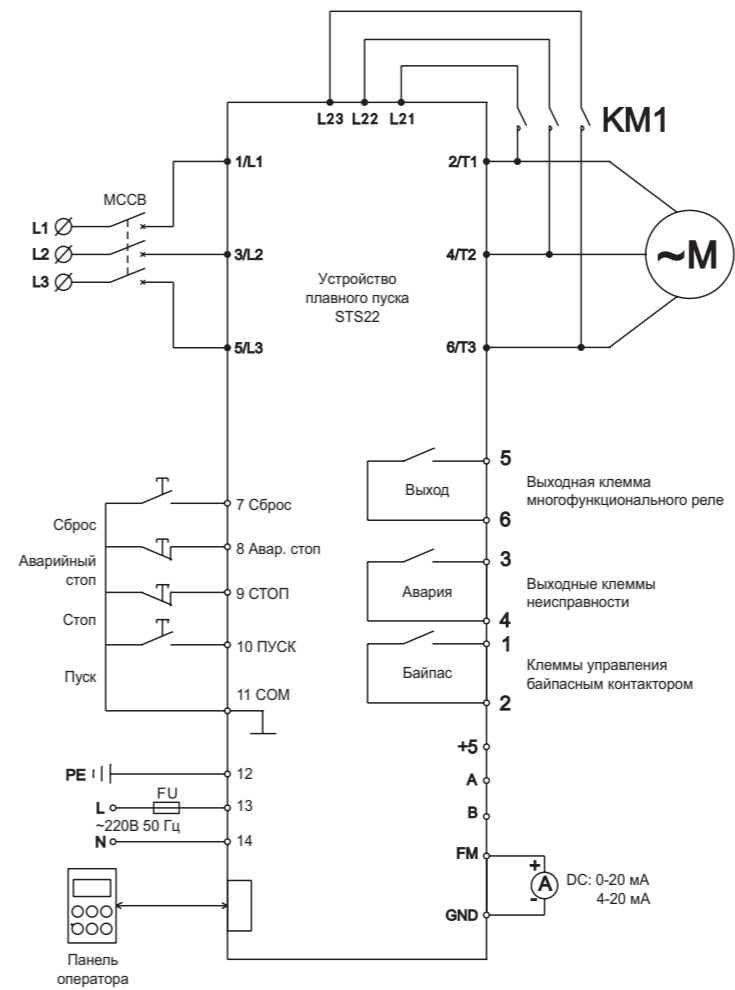 L23 L22 L21
KM1
1/L1
2/T1
MCCB
L1
L2
L3
3/L2
4/T2
~M
Устройство
плавного пуска
STS22
5/L3
6/T3
5
Выход
6
Выходная клемма
многофункционального реле
7 Сброс
Сброс
8 Авар. стоп
Аварийный
стоп
9 СТОП
Стоп
10 ПУСК
Пуск
11 COM
3
Авария
4
Выходные клеммы
неисправности
1
Байпас
2
Клеммы управления
байпасным контактором
+5
A
B
PE
12
FU
L
13
~220В 50 Гц
N
14
FM
+
A
-
DC: 0-20 мА
4-20 мА
GND
Панель
оператора